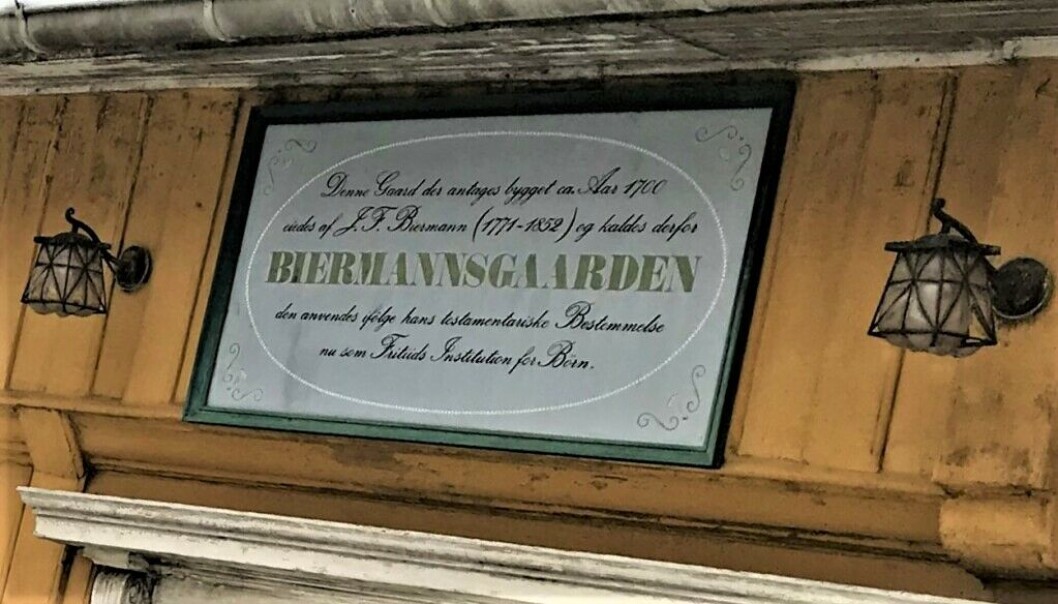 Denne Gaard der antages bygget ca. Aar 1700
eiedes af J. F. Biermann (1771-1852) og kaldes derfor
BIERMANNSGAARDEN
den anvendes ifølge hans testamentariske Bestemmelse
nu som Fritids Institution for Börn.